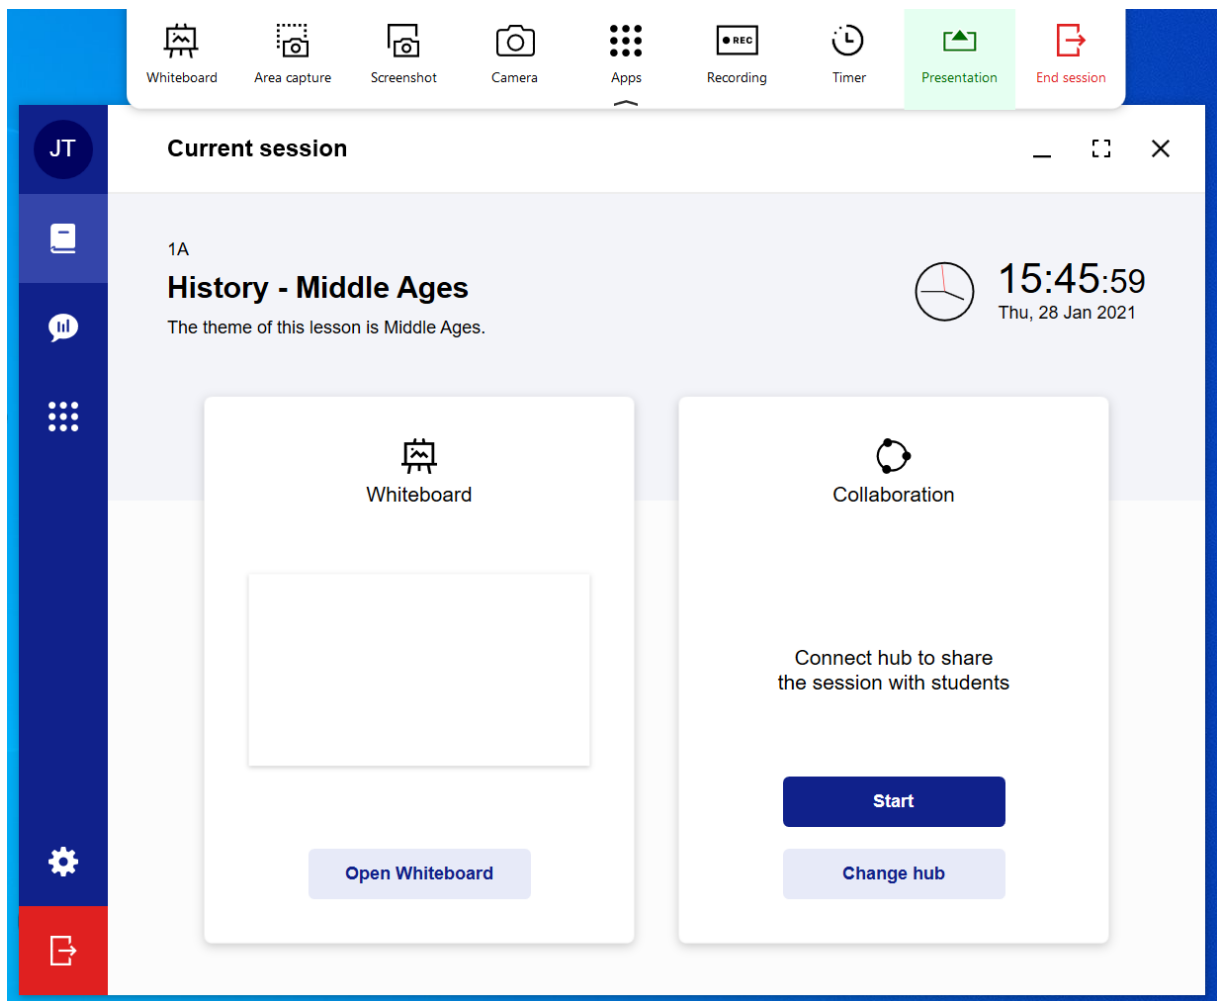 Whiteboard
Area capture
Screenshot
Camera
Apps
REC
Recording
Timer
Presentation
End session
JT
Current session
1A
History - Middle Ages
The theme of this lesson is Middle Ages.
15:45:59
Thu, 28 Jan 2021
Whiteboard
Open Whiteboard
Collaboration
Connect hub to share
the session with students
Start
Change hub